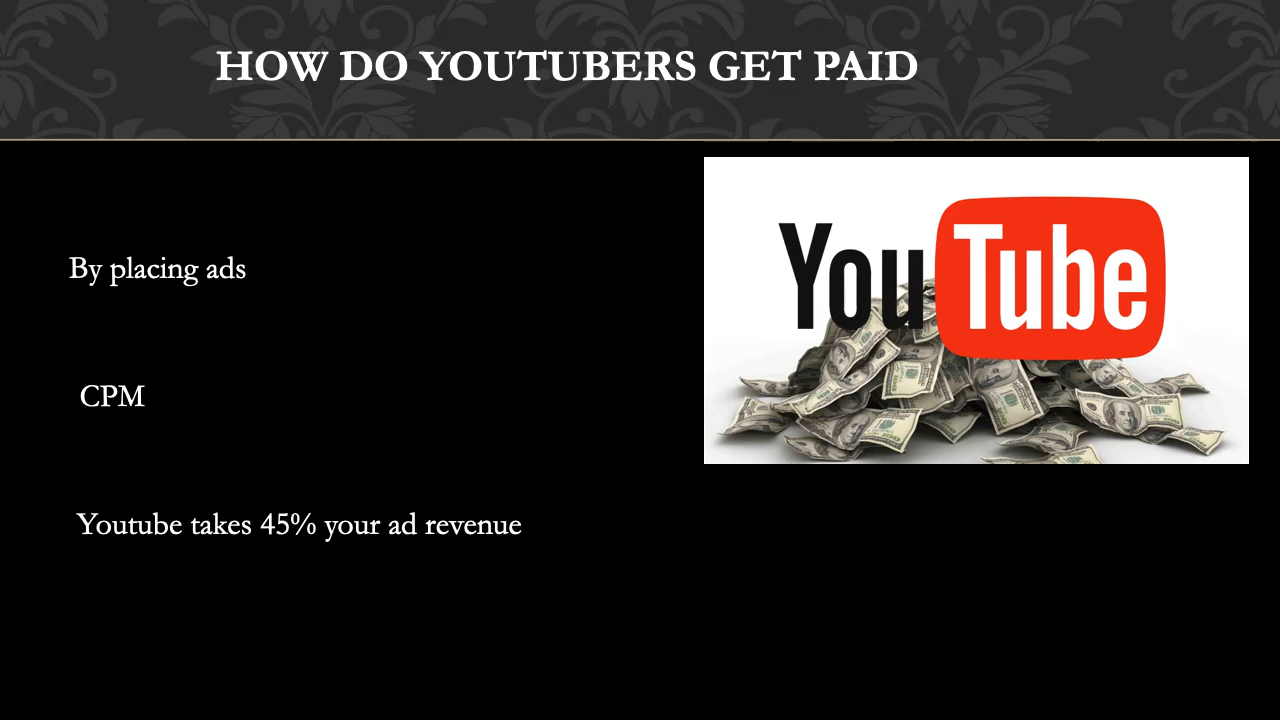 HOW DO YOUTUBERS GET PAID
By placing ads
CPM
Youtube takes 45% your ad revenue
YouTube